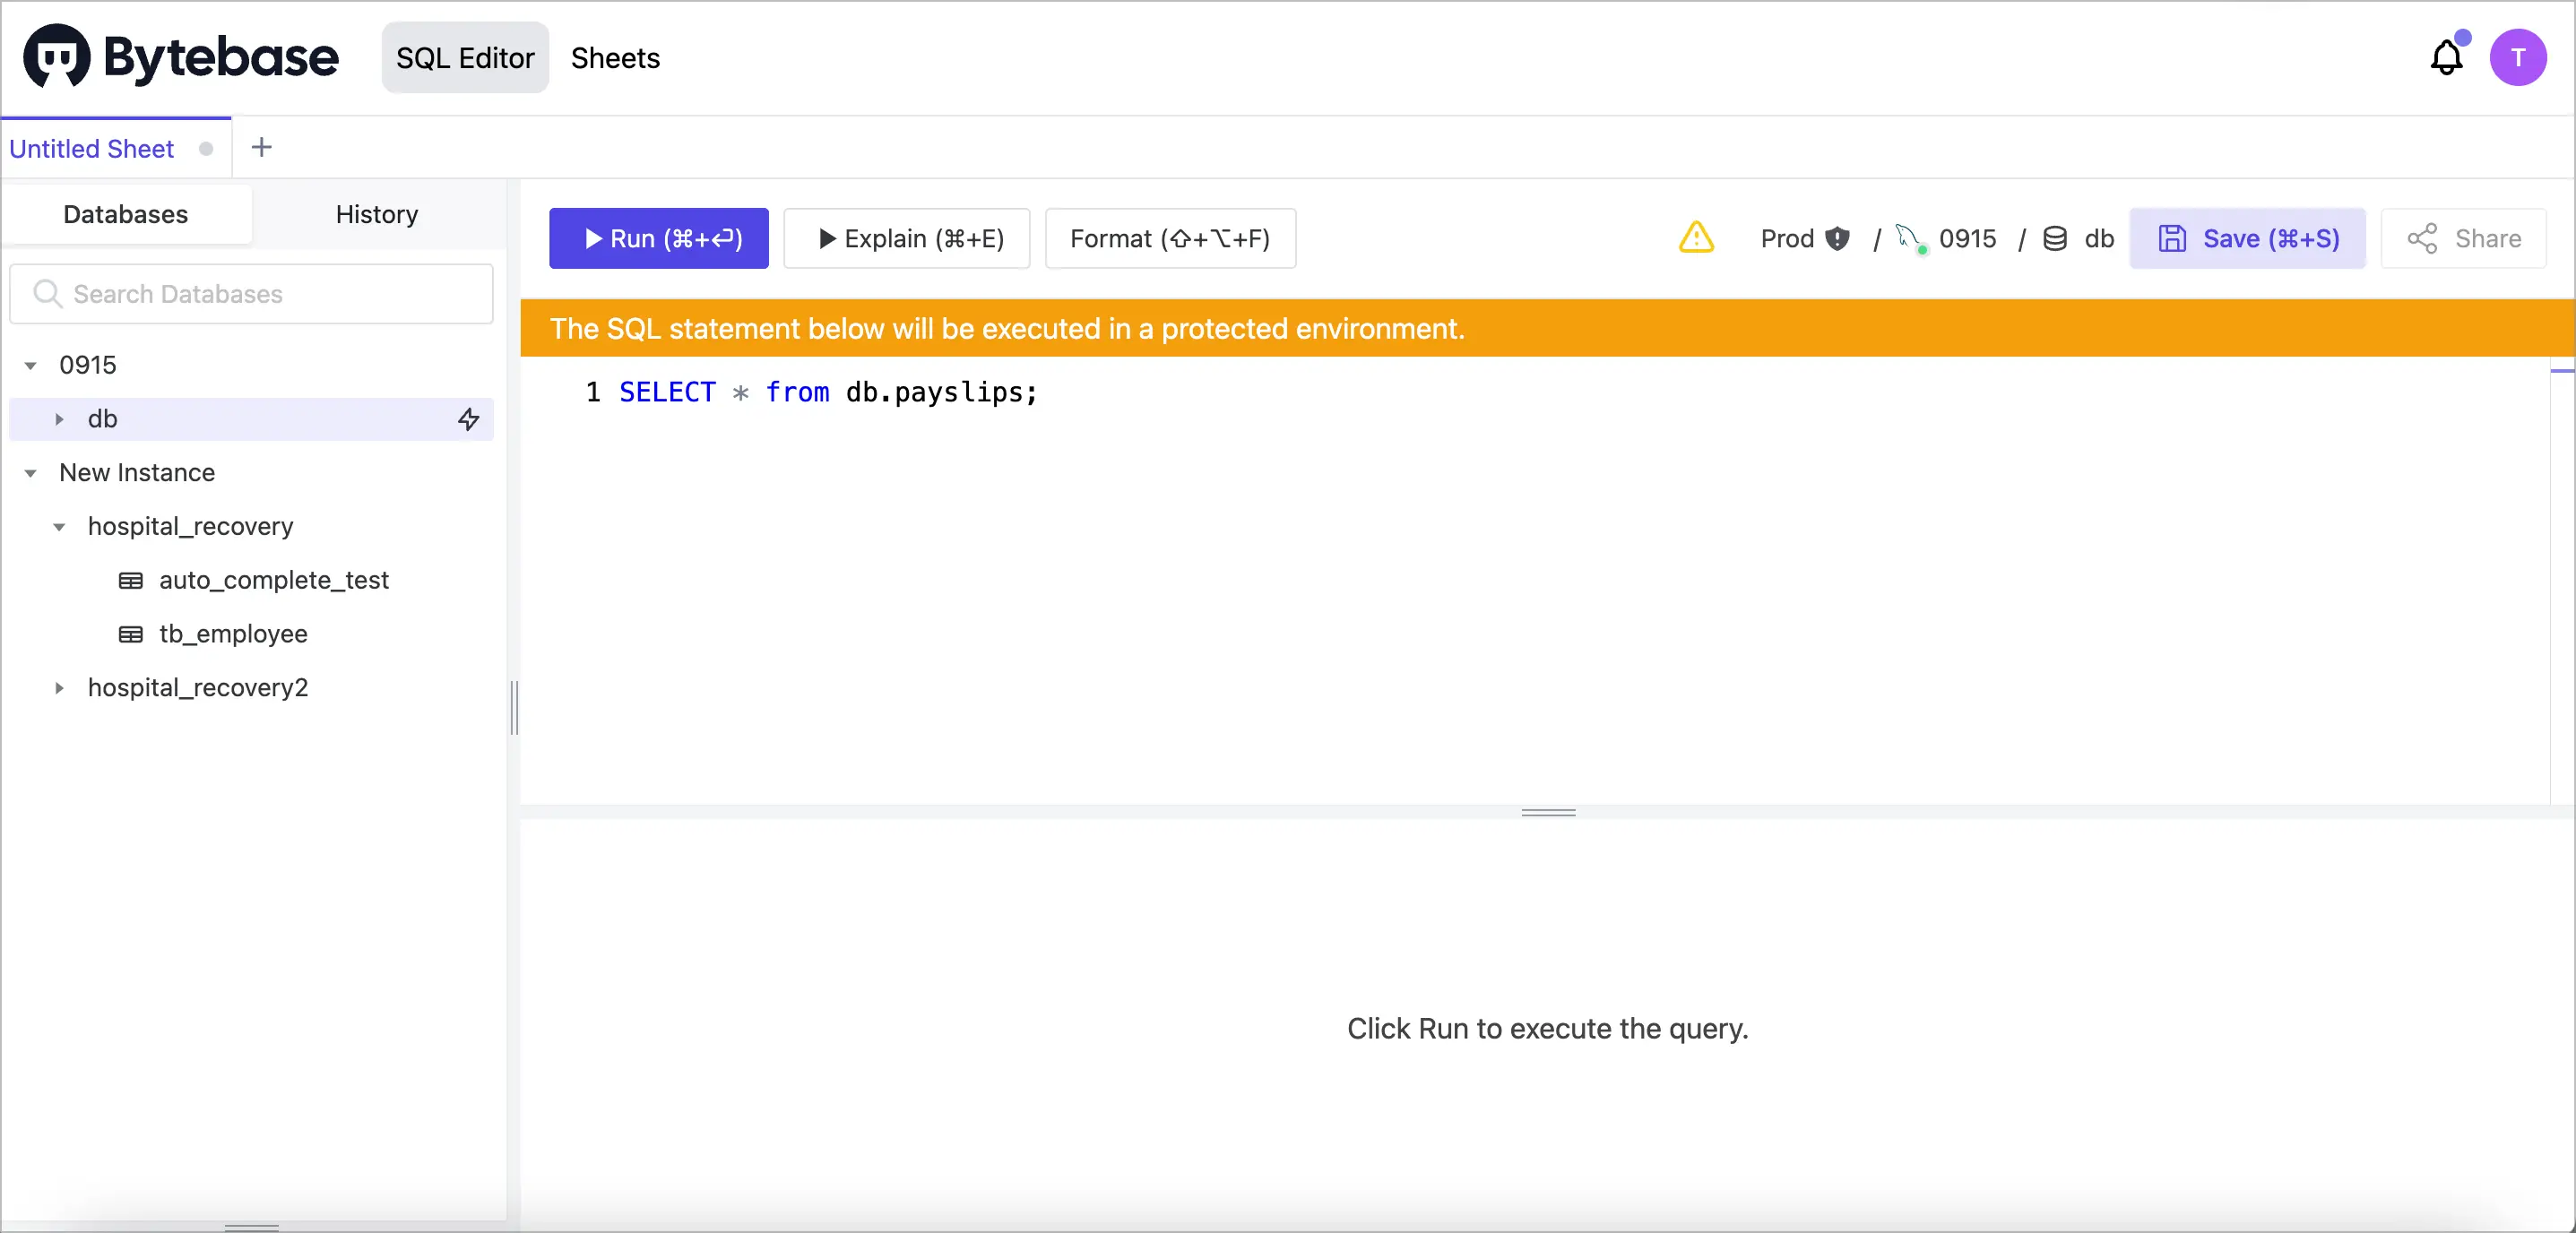 Bytebase SQL Editor Sheets T
Untitled Sheet +
Databases History
Search Databases
0915
db
New Instance
hospital_recovery
auto_complete_test
tb_employee
hospital_recovery2
Run (⌘+↩) Explain (⌘+E) Format (⇧+⌥+F) Prod / 0915 / db Save (⌘+S) Share
The SQL statement below will be executed in a protected environment.
1 SELECT * from db.payslips;
Click Run to execute the query.